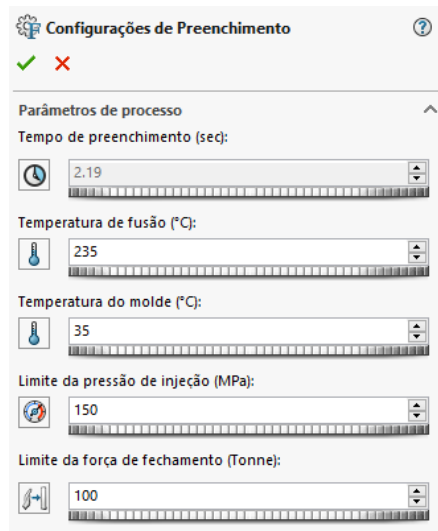 Configurações de Preenchimento
Parâmetros de processo
Tempo de preenchimento (sec):
2.19
Temperatura de fusão (°C):
235
Temperatura do molde (°C):
35
Limite da pressão de injeção (MPa):
150
Limite da força de fechamento (Tonne):
100